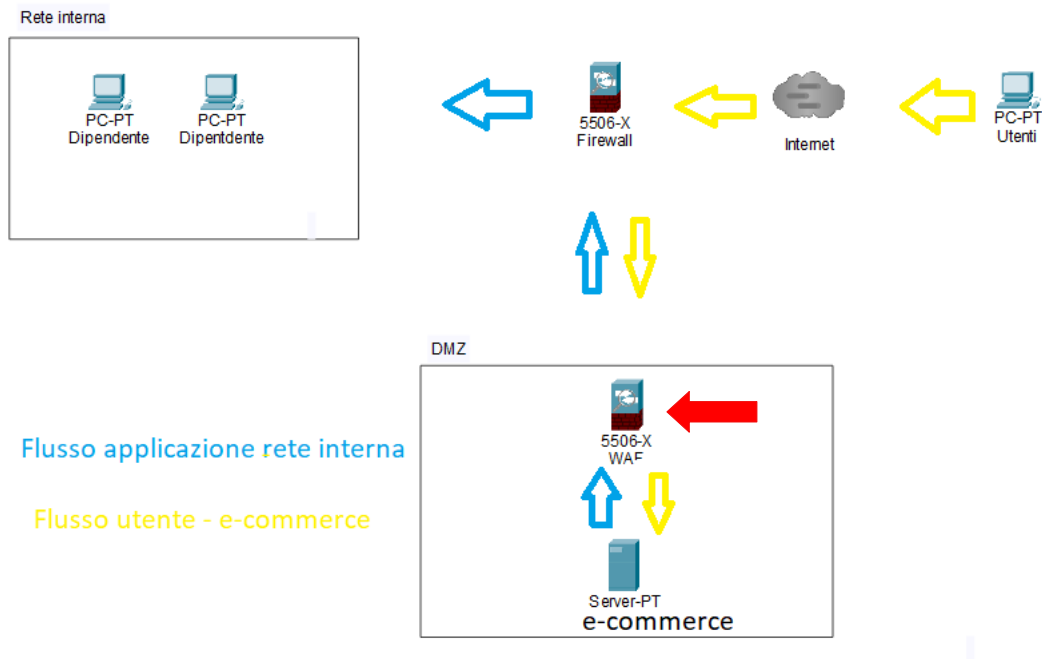 Rete interna
PC-PT
Dipendente
PC-PT
Dipentdente
5506-X
Firewall
Internet
PC-PT
Utenti
DMZ
5506-X
WAF
Flusso applicazione rete interna
Flusso utente - e-commerce
Server-PT
e-commerce